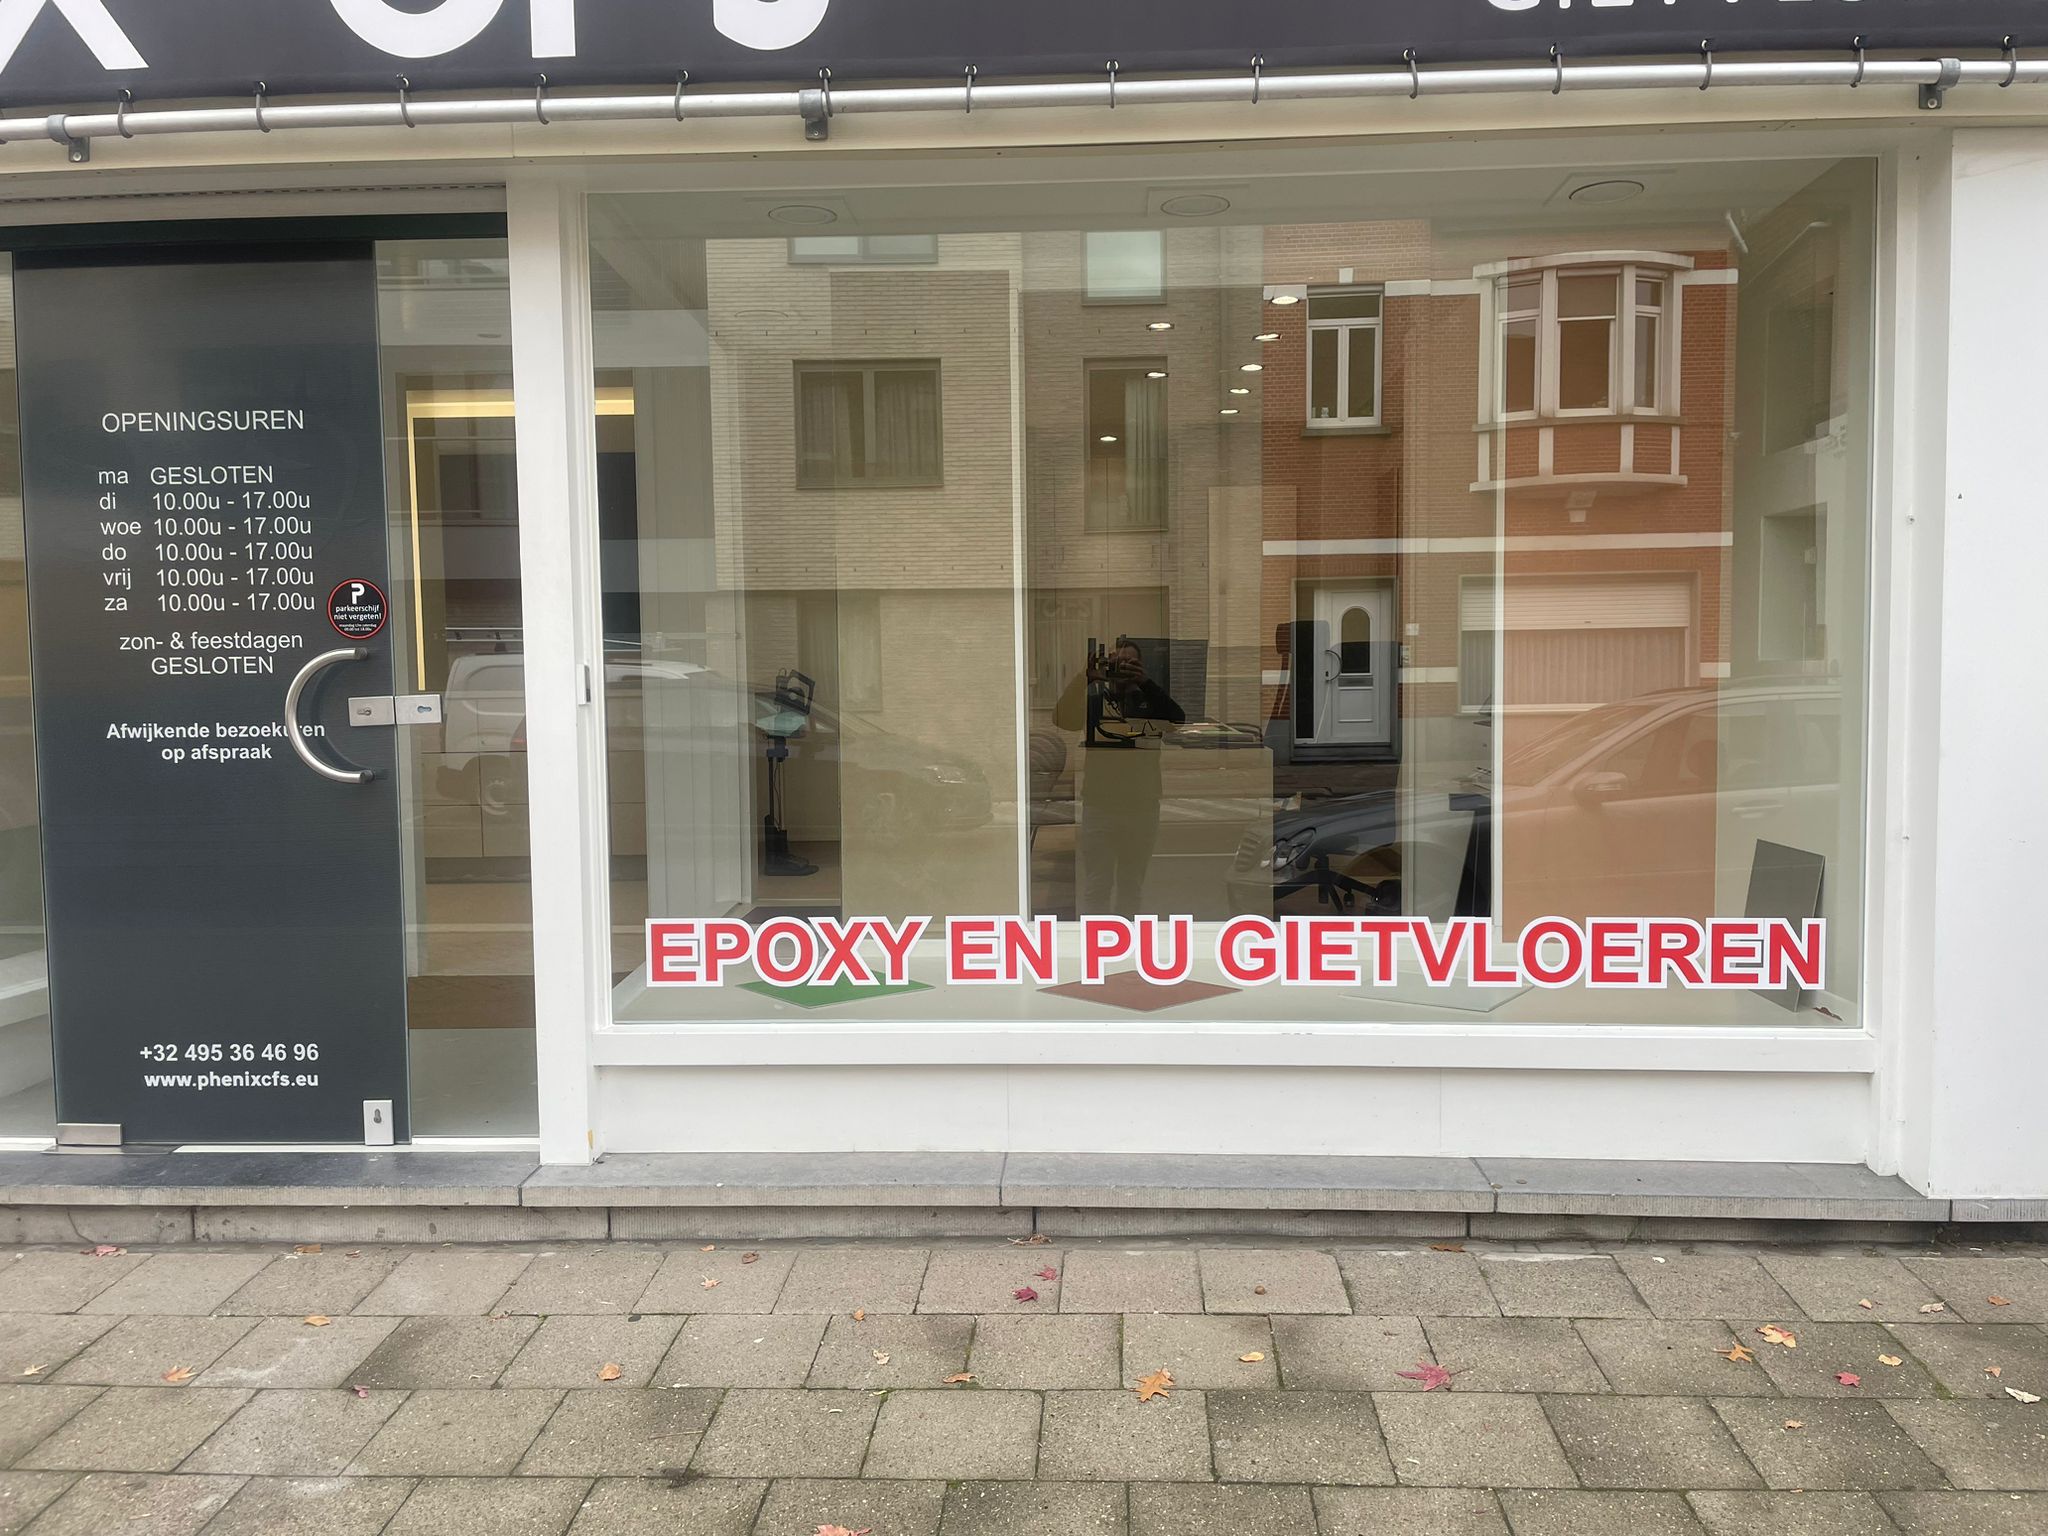 OPENINGSUREN
ma GESLOTEN
di 10.00u - 17.00u
woe 10.00u - 17.00u
do 10.00u - 17.00u
vrij 10.00u - 17.00u
za 10.00u - 17.00u
zon- & feestdagen
GESLOTEN
P
parkeerschijf
niet vergeten!
Afwijkende bezoekuren
op afspraak
+32 495 36 46 96
www.phenixcfs.eu
EPOXY EN PU GIETVLOEREN